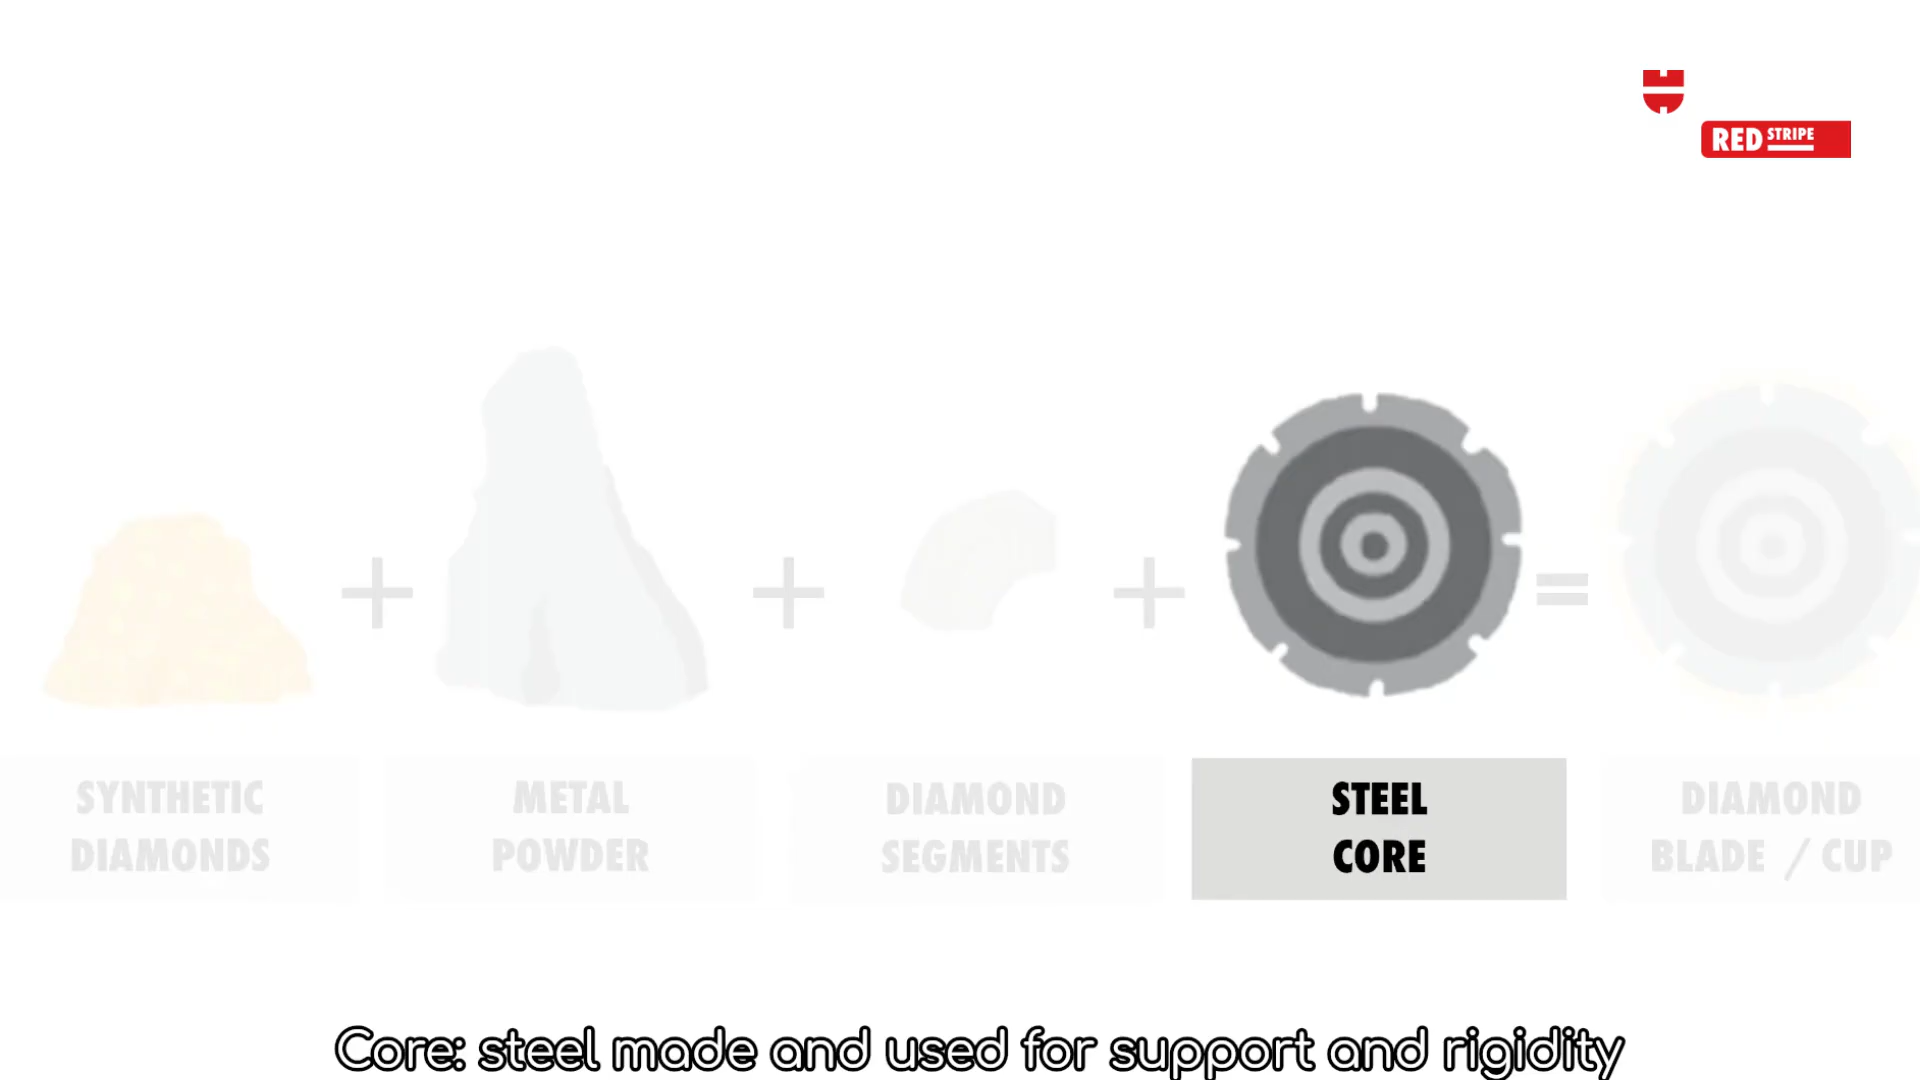 RED STRIPE
SYNTHETIC
DIAMONDS
METAL
POWDER
DIAMOND
SEGMENTS
STEEL
CORE
DIAMOND
BLADE / CUP
Core: steel made and used for support and rigidity